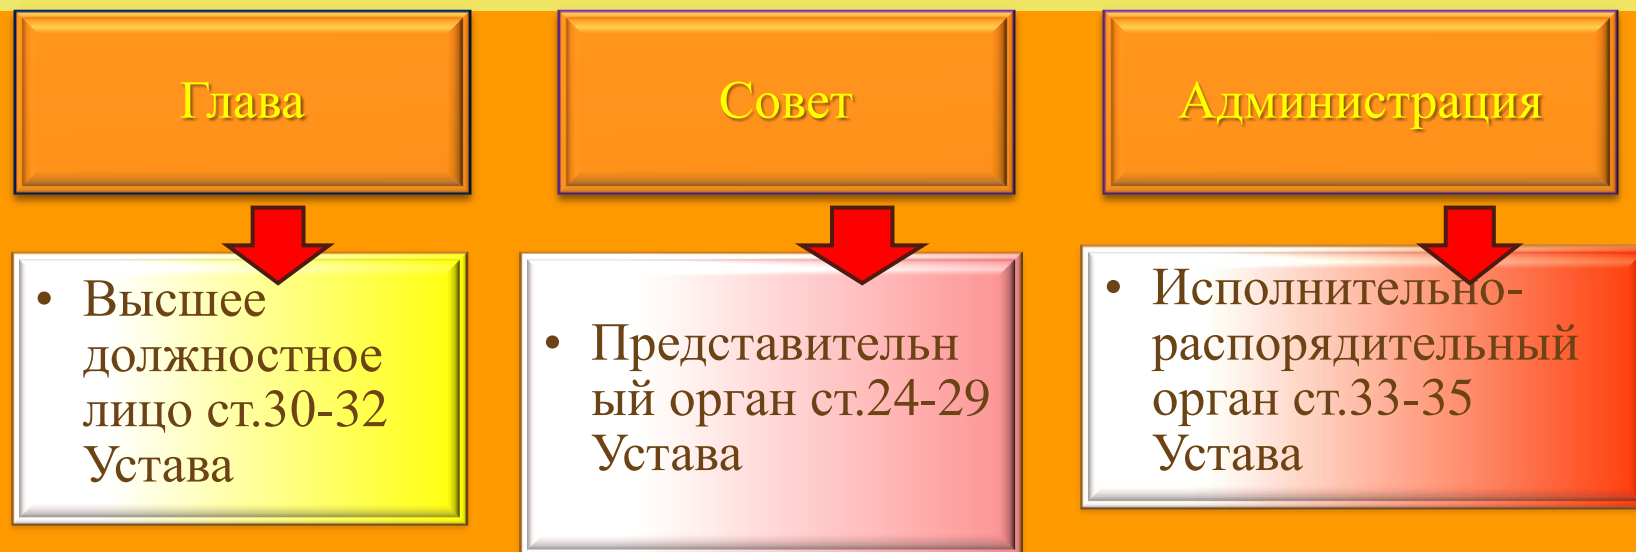 Глава
Совет
Администрация
• Высшее
должностное
лицо ст.30-32
Устава
• Представительн
ый орган ст.24-29
Устава
• Исполнительно-
распорядительный
орган ст.33-35
Устава